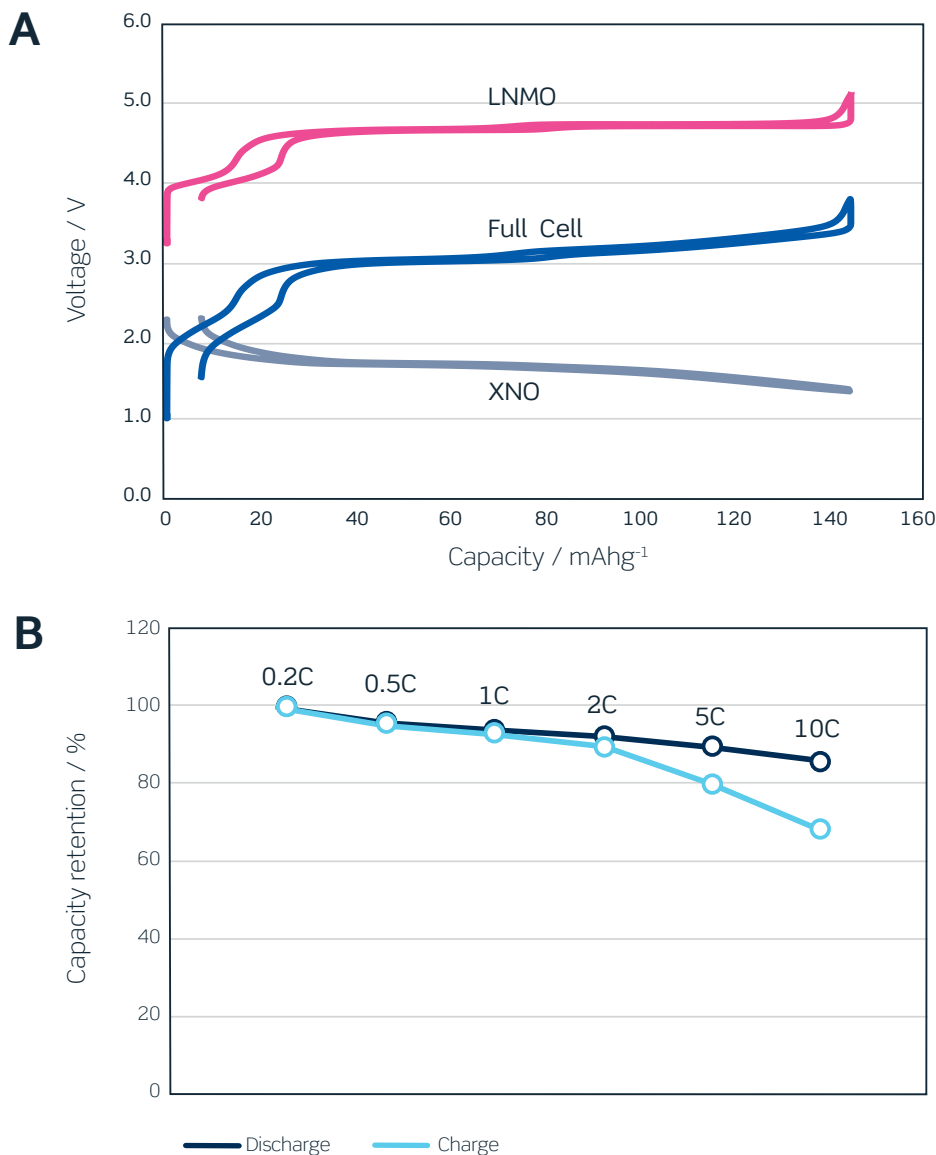 A
6.0
5.0
4.0
3.0
2.0
1.0
0.0
Voltage / V
LNMO
Full Cell
XNO
0 20 40 60 80 100 120 140 160
Capacity / mAhg⁻¹
B
120
100
80
60
40
20
0
Capacity retention / %
0.2C 0.5C 1C 2C 5C 10C
Discharge Charge